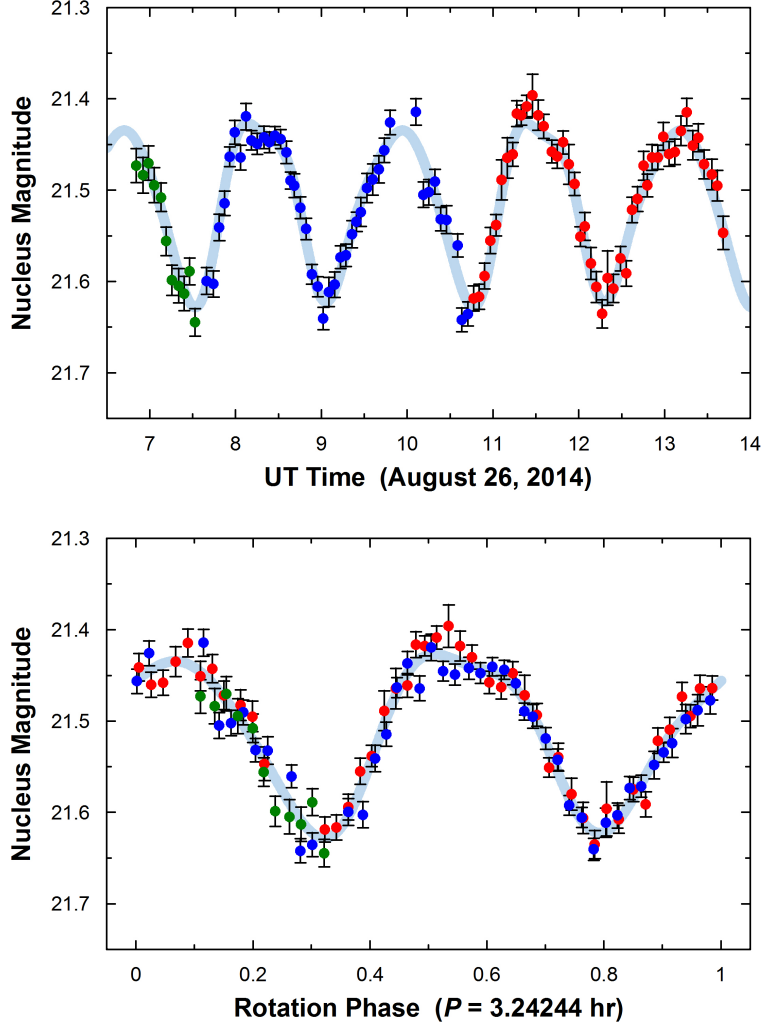 21.3
21.4
21.5
21.6
21.7
Nucleus Magnitude
7 8 9 10 11 12 13 14
UT Time (August 26, 2014)
21.3
21.4
21.5
21.6
21.7
Nucleus Magnitude
0 0.2 0.4 0.6 0.8 1
Rotation Phase (P = 3.24244 hr)